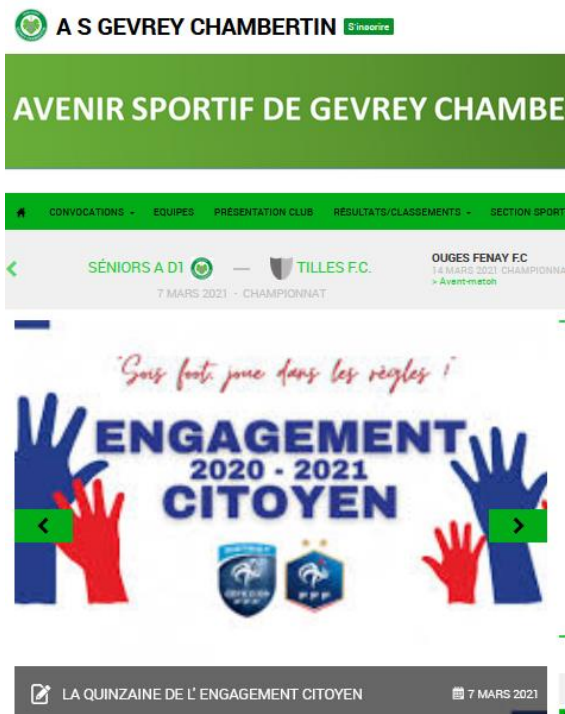 A S GEVREY CHAMBERTIN S'inscrire
AVENIR SPORTIF DE GEVREY CHAMBE
CONVOCATIONS EQUIPES PRÉSENTATION CLUB RÉSULTATS/CLASSEMENTS SECTION SPORT
SÉNIORS A D1 — TILLES F.C.
7 MARS 2021 - CHAMPIONNAT
OUGES FENAY F.C
14 MARS 2021 CHAMPIONNA
> Avant-match
"Sois foot, joue dans les règles !"
ENGAGEMENT
2020 - 2021
CITOYEN
FFF
LA QUINZAINE DE L' ENGAGEMENT CITOYEN 7 MARS 2021